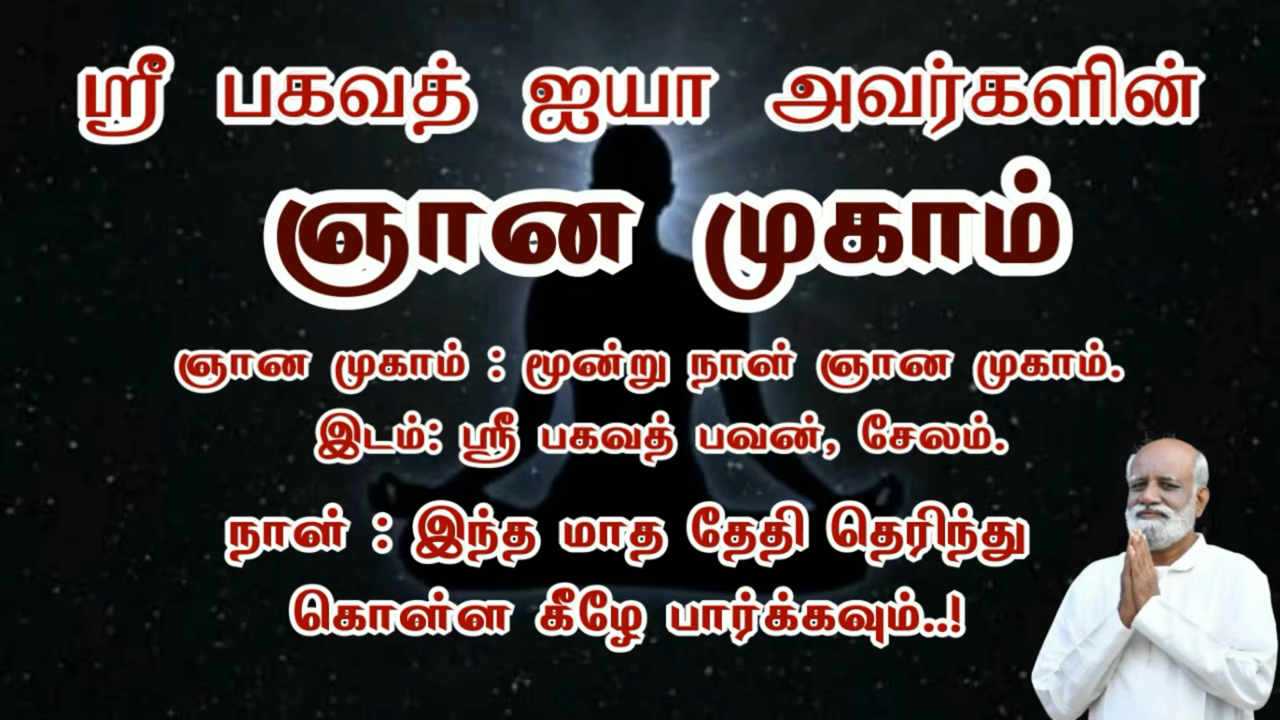 ஸ்ரீ பகவத் ஐயா அவர்களின்
ஞான முகாம்
ஞான முகாம் : மூன்று நாள் ஞான முகாம்.
இடம்: ஸ்ரீ பகவத் பவன், சேலம்.
நாள் : இந்த மாத தேதி தெரிந்து
கொள்ள கீழே பார்க்கவும்..!